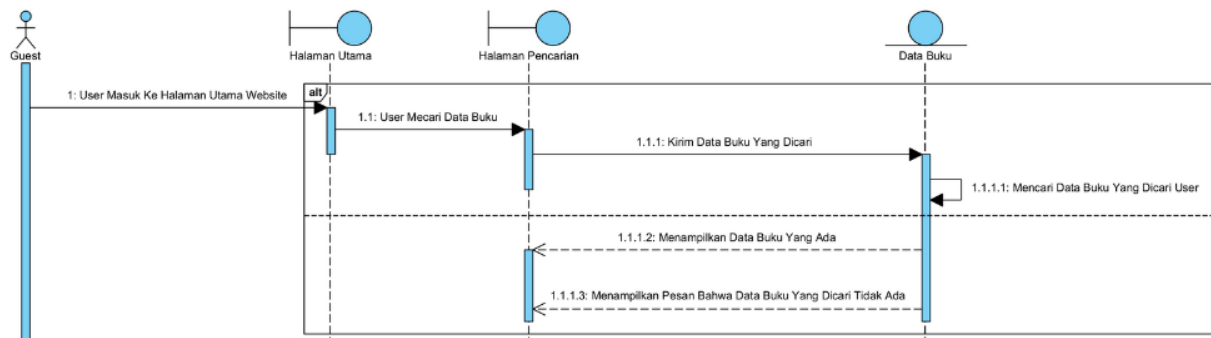 Guest
Halaman Utama
Halaman Pencarian
Data Buku
alt
1: User Masuk Ke Halaman Utama Website
1.1: User Mecari Data Buku
1.1.1: Kirim Data Buku Yang Dicari
1.1.1.1: Mencari Data Buku Yang Dicari User
1.1.1.2: Menampilkan Data Buku Yang Ada
1.1.1.3: Menampilkan Pesan Bahwa Data Buku Yang Dicari Tidak Ada